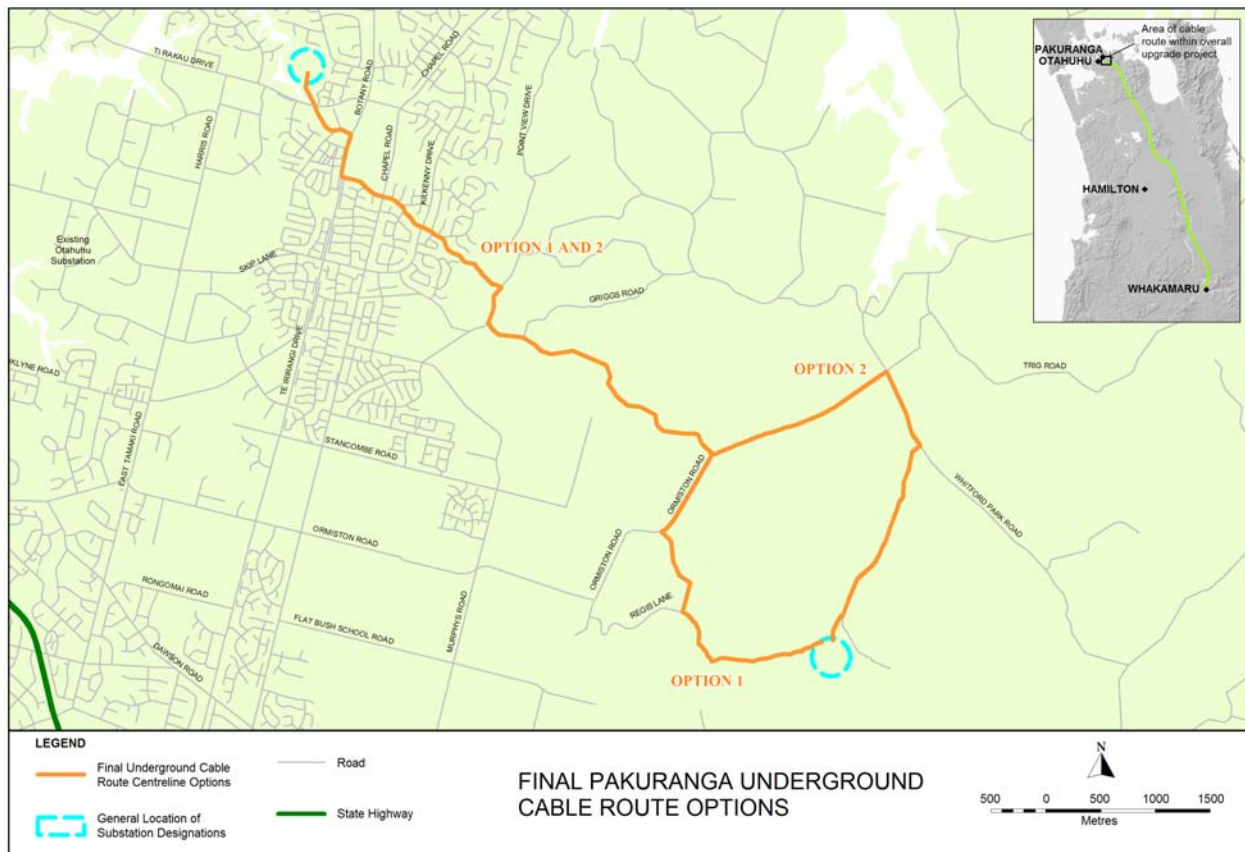 TI RAKAU DRIVE
CHAPEL ROAD
BOTANY ROAD
HARRIS ROAD
CHAPEL ROAD
KILKENNY DRIVE
POINT VIEW DRIVE
Existing
Otahuhu
Substation
SKIP LANE
OPTION 1 AND 2
GRIGGS ROAD
OPTION 2
TRIG ROAD
KLYNE ROAD
TE IRIRANGI DRIVE
EAST TAMAKI ROAD
STANCOMBE ROAD
ORMISTON ROAD
WHITFORD PARK ROAD
ORMISTON ROAD
ORMISTON ROAD
RONGOMAI ROAD
REGIS LANE
FLAT BUSH SCHOOL ROAD
MURPHYS ROAD
DAWSON ROAD
OPTION 1
Area of cable
route within overall
upgrade project
PAKURANGA
OTAHUHU
HAMILTON
WHAKAMARU
LEGEND
Final Underground Cable
Route Centreline Options
General Location of
Substation Designations
Road
State Highway
FINAL PAKURANGA UNDERGROUND
CABLE ROUTE OPTIONS
N
500 0 500 1000 1500
Metres